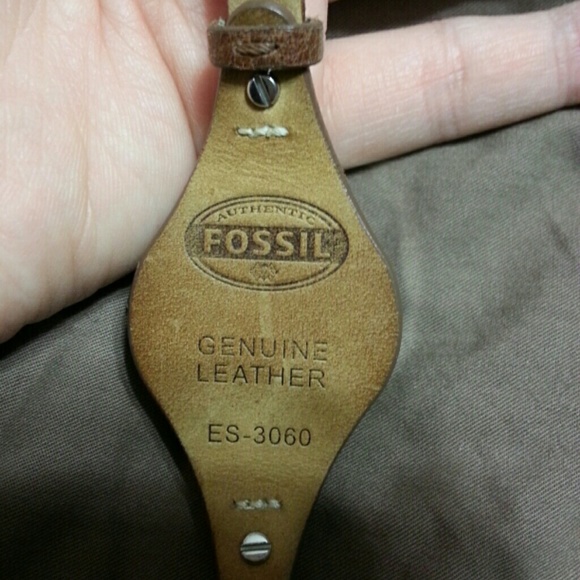 AUTHENTIC
FOSSIL
GENUINE
LEATHER
ES-3060